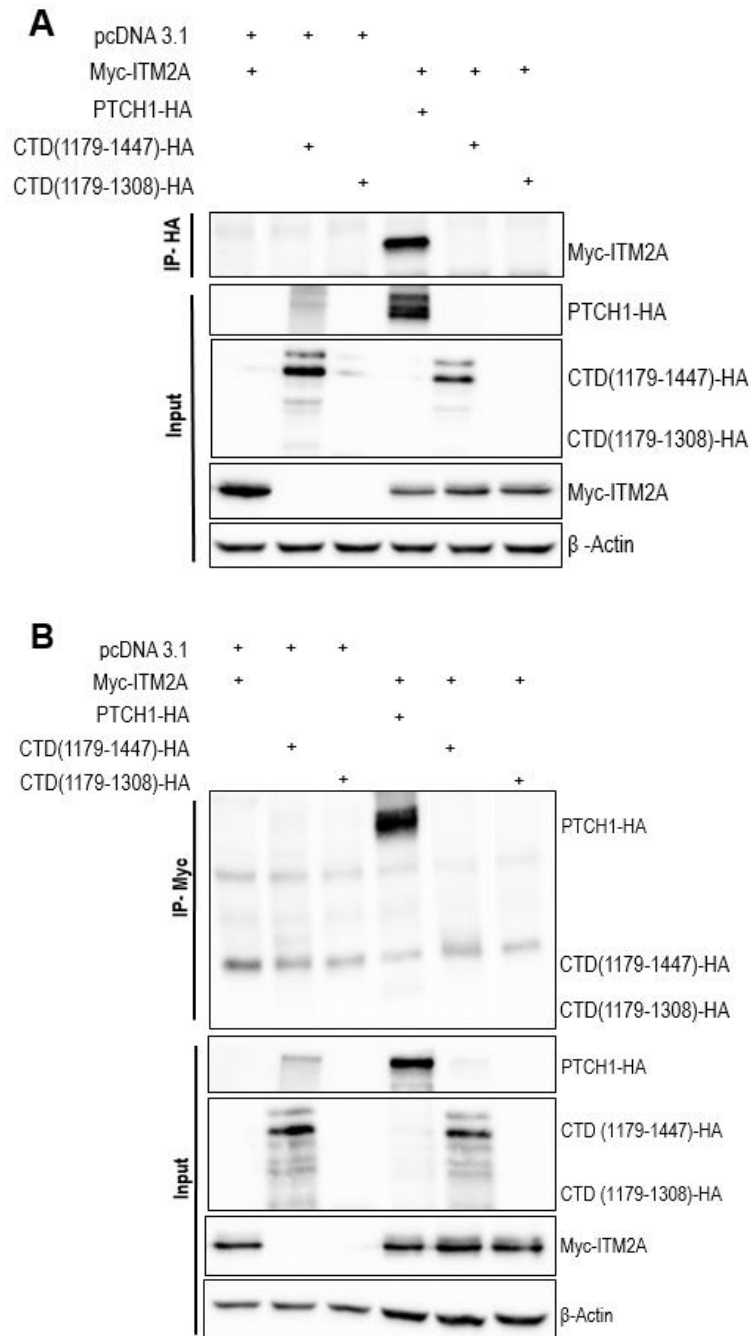 A
pcDNA 3.1 + + +
Myc-ITM2A + + + +
PTCH1-HA +
CTD(1179-1447)-HA + +
CTD(1179-1308)-HA + +
IP- HA
Myc-ITM2A
Input
PTCH1-HA
CTD(1179-1447)-HA
CTD(1179-1308)-HA
Myc-ITM2A
β -Actin
B
pcDNA 3.1 + + +
Myc-ITM2A + + + +
PTCH1-HA +
CTD(1179-1447)-HA + +
CTD(1179-1308)-HA + +
IP- Myc
PTCH1-HA
CTD(1179-1447)-HA
CTD(1179-1308)-HA
Input
PTCH1-HA
CTD (1179-1447)-HA
CTD (1179-1308)-HA
Myc-ITM2A
β-Actin